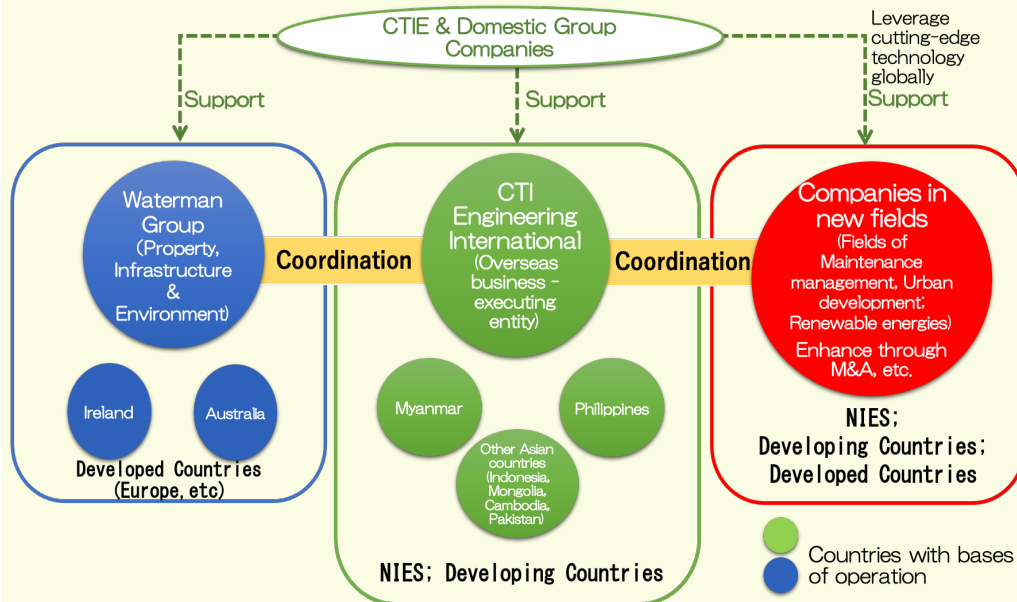 CTIE & Domestic Group
Companies
Leverage
cutting-edge
technology
globally
Support
Support
Support
Waterman
Group
(Property,
Infrastructure
&
Environment)
Coordination
CTI
Engineering
International
(Overseas
business –
executing
entity)
Coordination
Companies in
new fields
(Fields of
Maintenance
management, Urban
development;
Renewable energies)
Enhance through
M&A, etc.
Ireland
Australia
Developed Countries
(Europe, etc)
Myanmar
Philippines
Other Asian
countries
(Indonesia,
Mongolia,
Cambodia,
Pakistan)
NIES; Developing Countries
NIES;
Developing Countries;
Developed Countries
Countries with bases
of operation